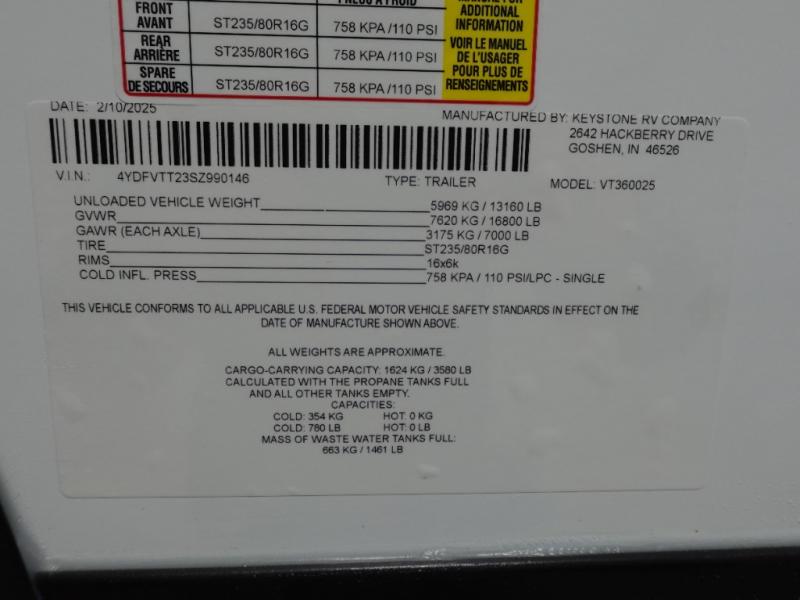 MANUAL FOR
FRONT
AVANT ST235/80R16G 758 KPA /110 PSI
ADDITIONAL
INFORMATION
REAR
ARRIÈRE ST235/80R16G 758 KPA /110 PSI
VOIR LE MANUEL
DE L'USAGER
POUR PLUS DE
RENSEIGNEMENTS
SPARE
DE SECOURS ST235/80R16G 758 KPA /110 PSI
DATE: 2/10/2025
MANUFACTURED BY: KEYSTONE RV COMPANY
2642 HACKBERRY DRIVE
GOSHEN, IN 46526
V.I.N.: 4YDFVTT23SZ990146 TYPE: TRAILER MODEL: VT360025
UNLOADED VEHICLE WEIGHT 5969 KG / 13160 LB
GVWR 7620 KG / 16800 LB
GAWR (EACH AXLE) 3175 KG / 7000 LB
TIRE ST235/80R16G
RIMS 16x6k
COLD INFL. PRESS 758 KPA / 110 PSI/LPC - SINGLE
THIS VEHICLE CONFORMS TO ALL APPLICABLE U.S. FEDERAL MOTOR VEHICLE SAFETY STANDARDS IN EFFECT ON THE
DATE OF MANUFACTURE SHOWN ABOVE.
ALL WEIGHTS ARE APPROXIMATE.
CARGO-CARRYING CAPACITY: 1624 KG / 3580 LB
CALCULATED WITH THE PROPANE TANKS FULL
AND ALL OTHER TANKS EMPTY.
CAPACITIES:
COLD: 354 KG HOT: 0 KG
COLD: 780 LB HOT: 0 LB
MASS OF WASTE WATER TANKS FULL:
663 KG / 1461 LB